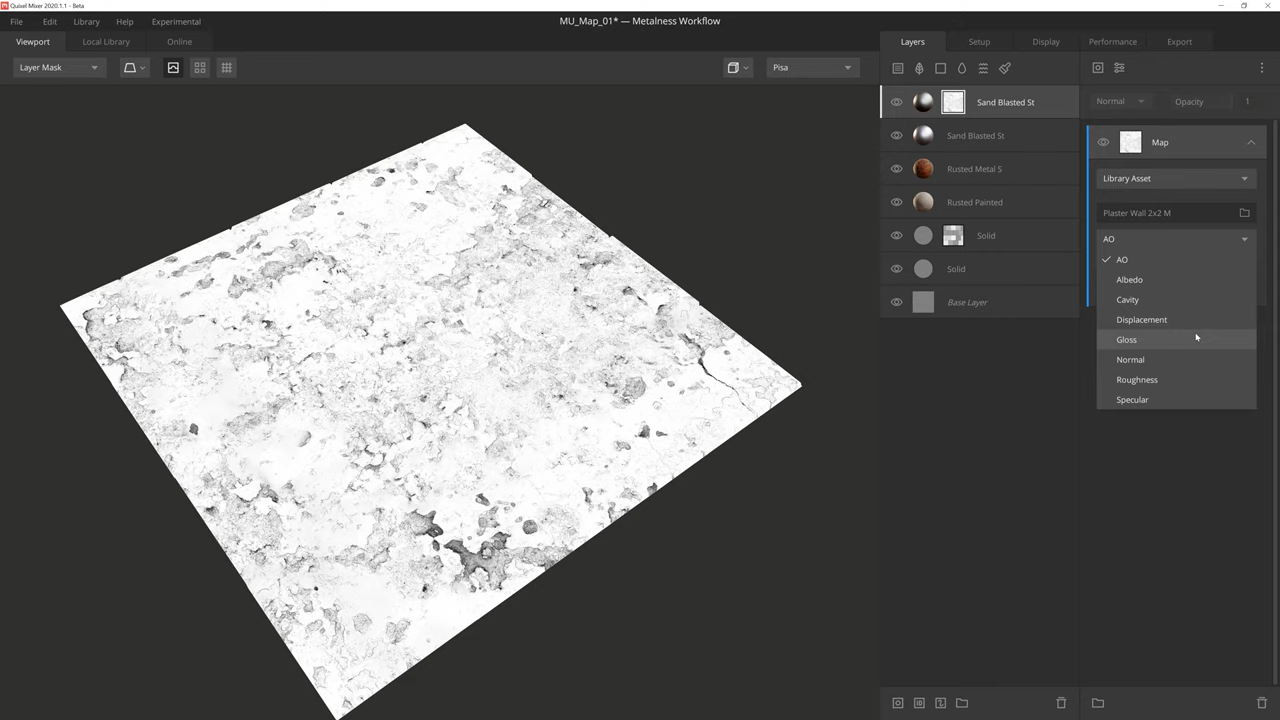 Quixel Mixer 2020.1.1 - Beta
File Edit Library Help Experimental
MU_Map_01* — Metalness Workflow
Viewport Local Library Online
Layers Setup Display Performance Export
Layer Mask
Pisa
Normal Opacity 1
Sand Blasted St
Sand Blasted St
Rusted Metal S
Rusted Painted
Solid
Solid
Base Layer
Map
Library Asset
Plaster Wall 2x2 M
AO
AO
Albedo
Cavity
Displacement
Gloss
Normal
Roughness
Specular